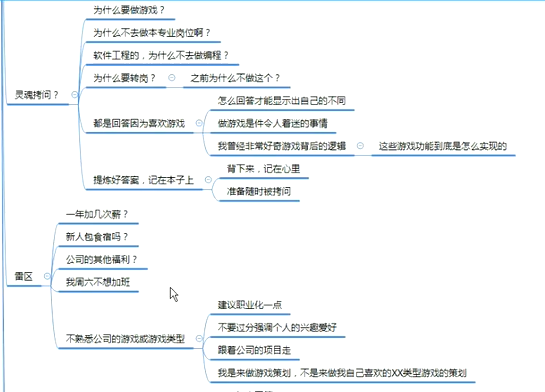 为什么要做游戏？
为什么不去做本专业岗位啊？
软件工程的，为什么不去做编程？
灵魂拷问？
为什么要转岗？
之前为什么不做这个？
都是回答因为喜欢游戏
怎么回答才能显示出自己的不同
做游戏是件令人着迷的事情
我曾经非常好奇游戏背后的逻辑
这些游戏功能到底是怎么实现的
提炼好答案，记在本子上
背下来，记在心里
准备随时被拷问
雷区
一年加几次薪？
新人包食宿吗？
公司的其他福利？
我周六不想加班
不熟悉公司的游戏或游戏类型
建议职业化一点
不要过分强调个人的兴趣爱好
跟着公司的项目走
我是来做游戏策划，不是来做我自己喜欢的XX类型游戏的策划